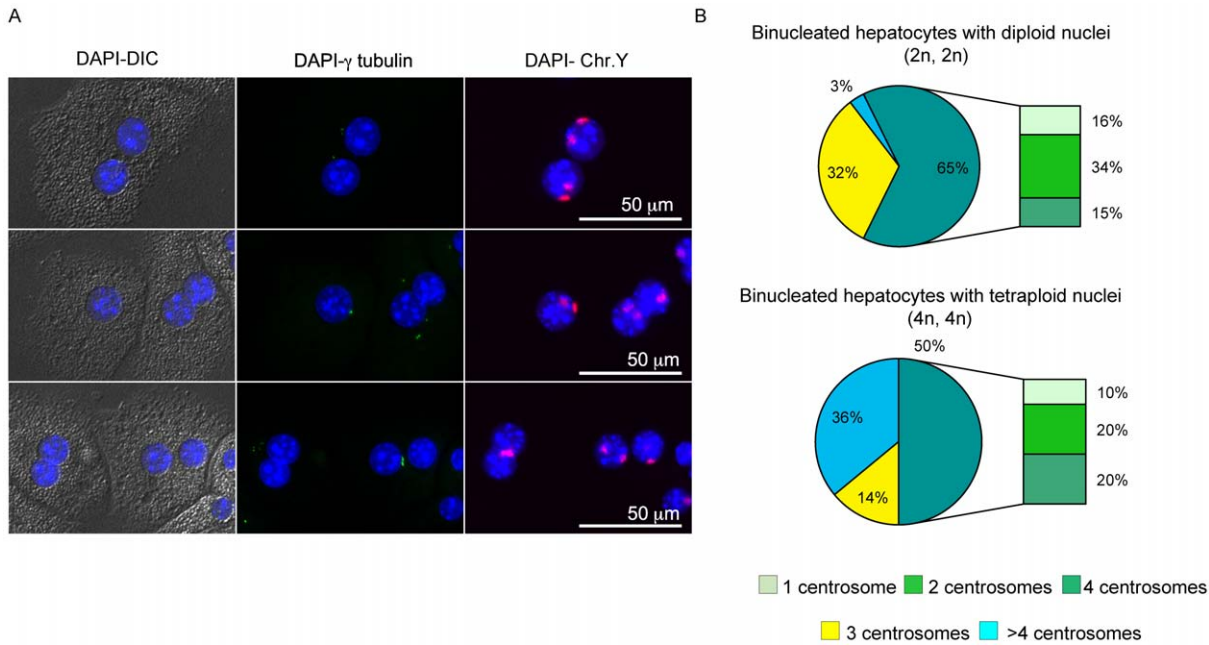 A
DAPI-DIC
DAPI-γ tubulin
DAPI- Chr.Y
50 μm
50 μm
50 μm
B
Binucleated hepatocytes with diploid nuclei
(2n, 2n)
3%
32%
65%
16%
34%
15%
Binucleated hepatocytes with tetraploid nuclei
(4n, 4n)
50%
36%
14%
10%
20%
20%
1 centrosome
2 centrosomes
4 centrosomes
3 centrosomes
>4 centrosomes